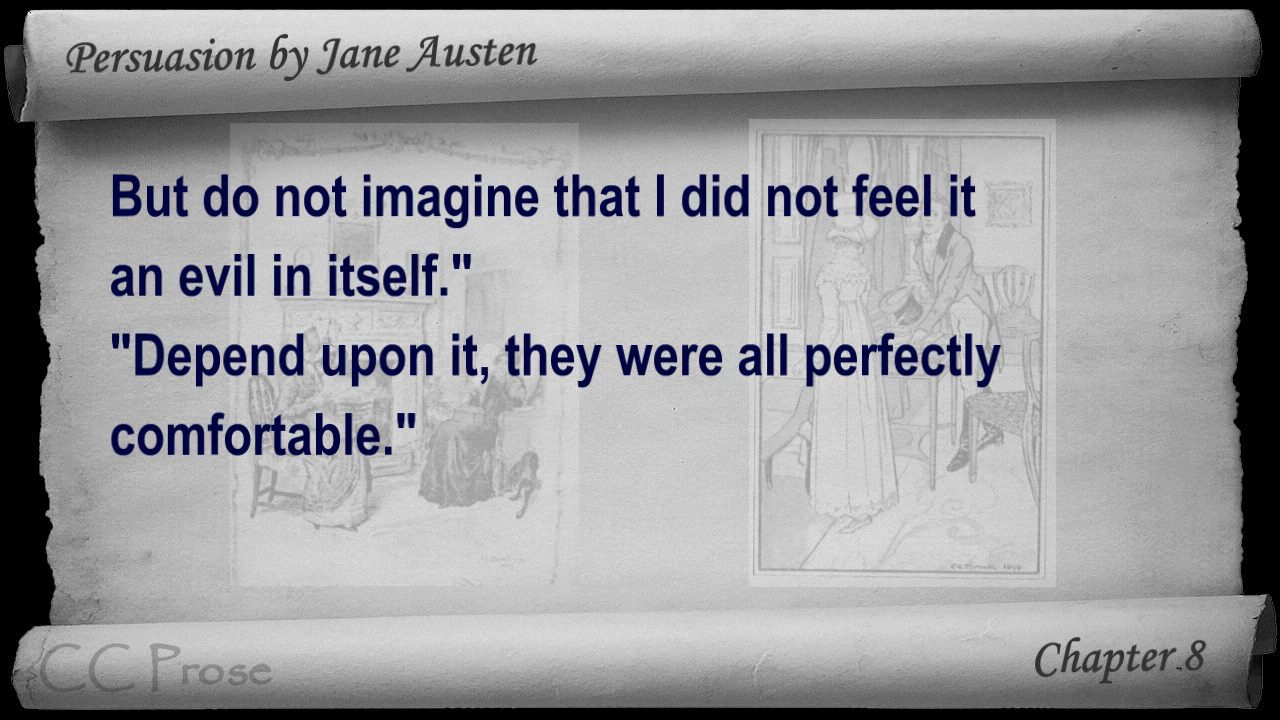 Persuasion by Jane Austen
But do not imagine that I did not feel it
an evil in itself."
"Depend upon it, they were all perfectly
comfortable."
CC Prose
Chapter 8